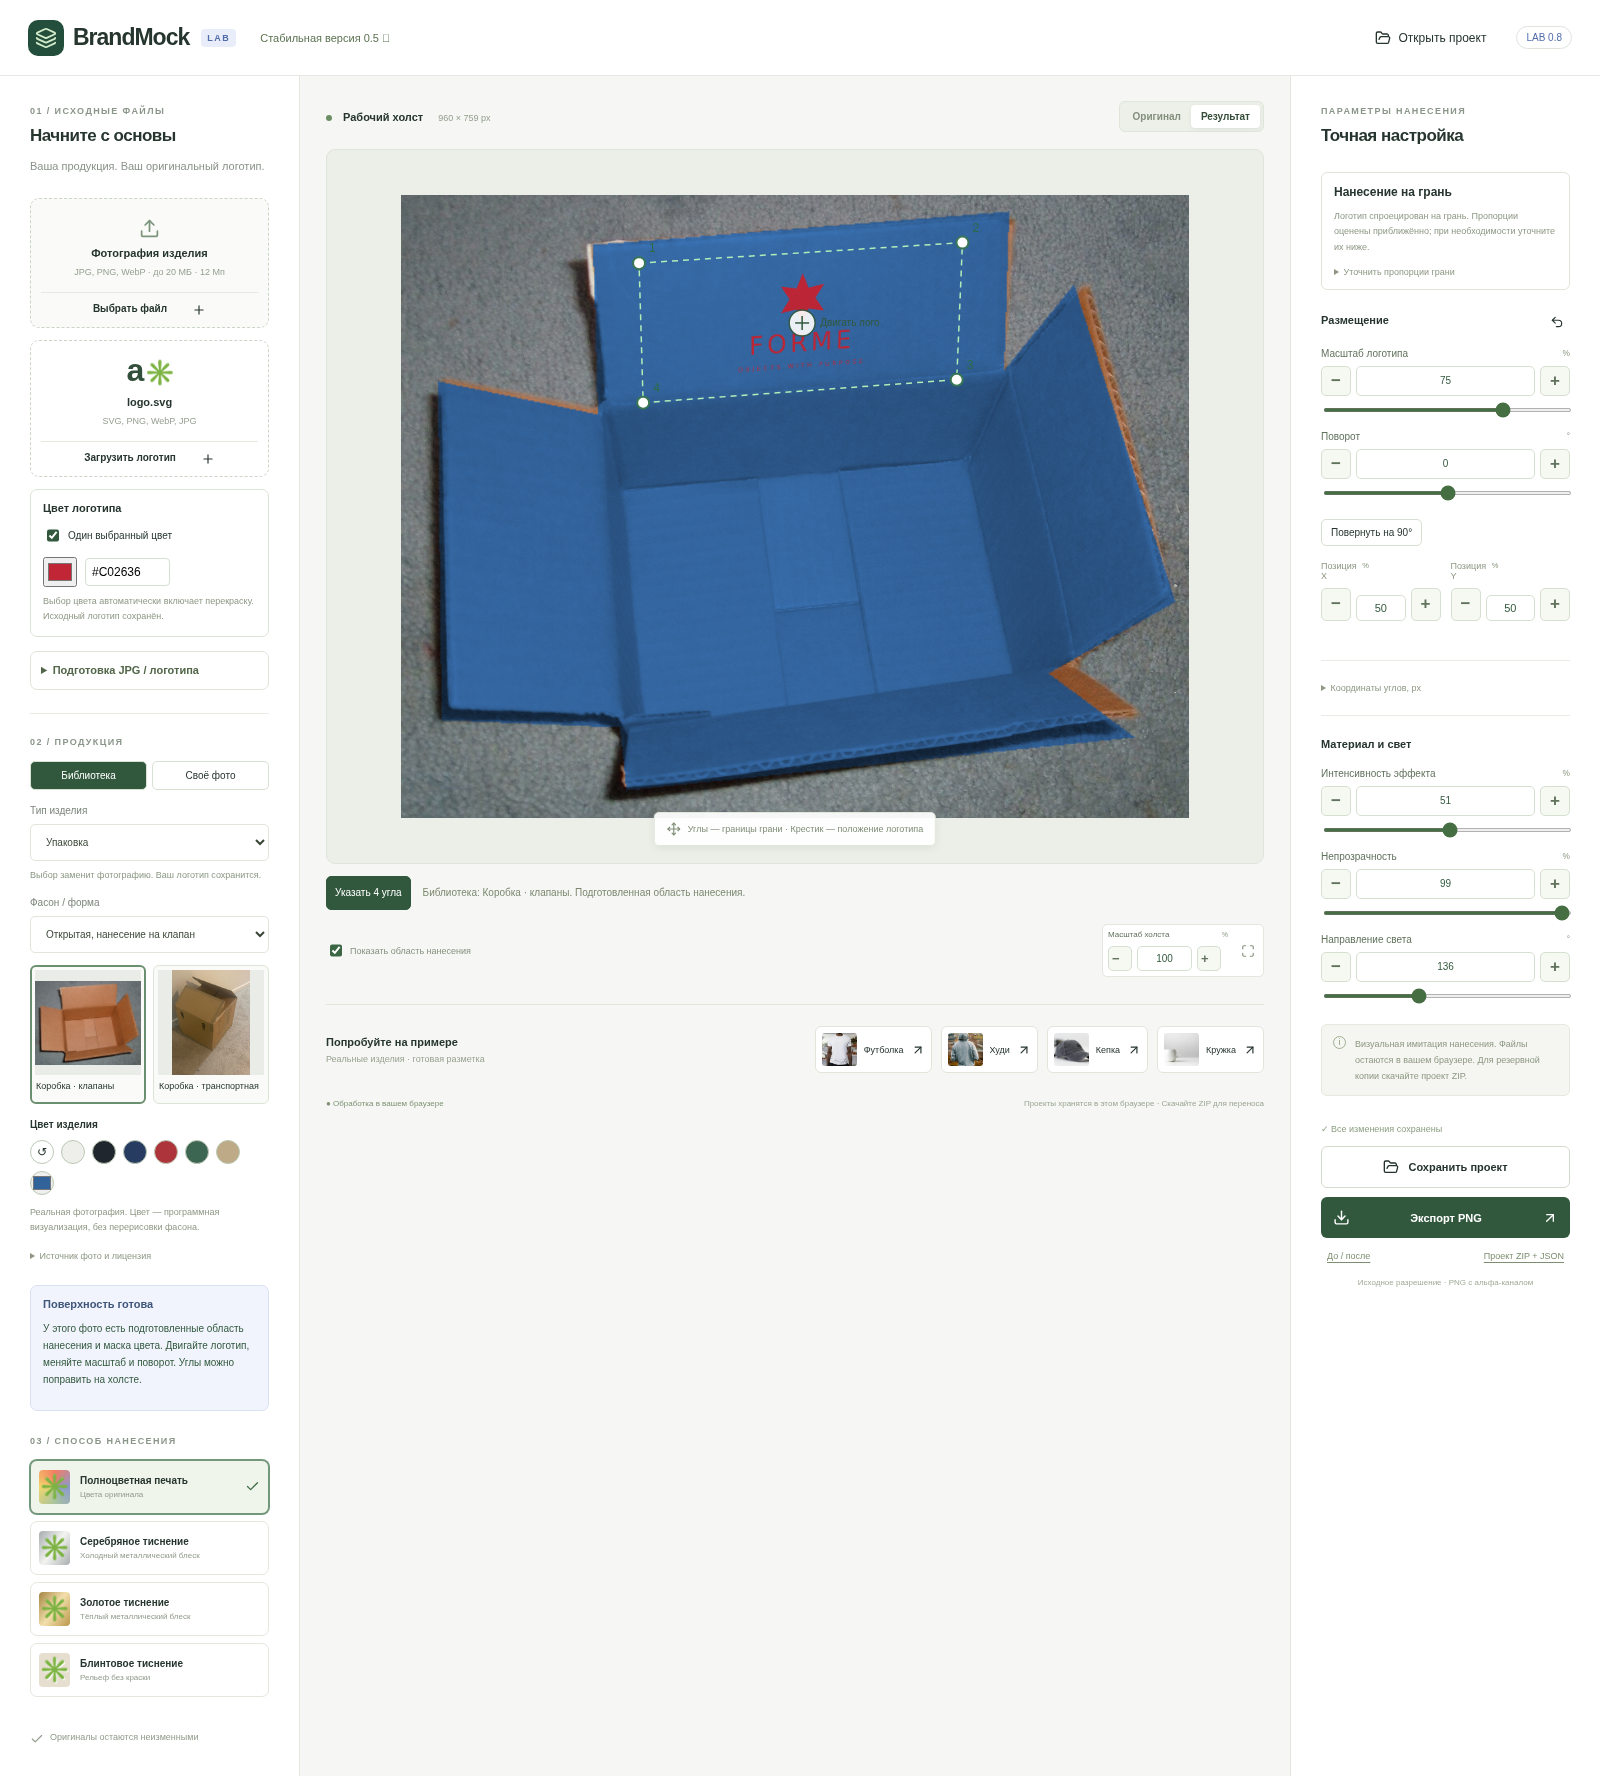 BrandMock LAB Стабильная версия 0.5
Открыть проект
LAB 0.8
01 / ИСХОДНЫЕ ФАЙЛЫ
Начните с основы
Ваша продукция. Ваш оригинальный логотип.
Фотография изделия
JPG, PNG, WebP · до 20 МБ · 12 Мп
Выбрать файл +
a
logo.svg
SVG, PNG, WebP, JPG
Загрузить логотип +
Цвет логотипа
Один выбранный цвет
#C02636
Выбор цвета автоматически включает перекраску.
Исходный логотип сохранён.
Подготовка JPG / логотипа
02 / ПРОДУКЦИЯ
Библиотека
Своё фото
Тип изделия
Упаковка
Выбор заменит фотографию. Ваш логотип сохранится.
Фасон / форма
Открытая, нанесение на клапан
Коробка · клапаны
Коробка · транспортная
Цвет изделия
Реальная фотография. Цвет — программная
визуализация, без перерисовки фасона.
Источник фото и лицензия
Поверхность готова
У этого фото есть подготовленные область
нанесения и маска цвета. Двигайте логотип,
меняйте масштаб и поворот. Углы можно
поправить на холсте.
03 / СПОСОБ НАНЕСЕНИЯ
Полноцветная печать
Цвета оригинала
Серебряное тиснение
Холодный металлический блеск
Золотое тиснение
Тёплый металлический блеск
Блинтовое тиснение
Рельеф без краски
Оригиналы остаются неизменными
Рабочий холст 960 × 759 px
Оригинал
Результат
1
2
Двигать лого
FORME
3
4
Углы — границы грани · Крестик — положение логотипа
Указать 4 угла
Библиотека: Коробка · клапаны. Подготовленная область нанесения.
Показать область нанесения
Масштаб холста %
− 100 +
Попробуйте на примере
Реальные изделия · готовая разметка
Футболка
Худи
Кепка
Кружка
● Обработка в вашем браузере
Проекты хранятся в этом браузере · Скачайте ZIP для переноса
ПАРАМЕТРЫ НАНЕСЕНИЯ
Точная настройка
Нанесение на грань
Логотип спроецирован на грань. Пропорции
оценены приближённо; при необходимости уточните
их ниже.
Уточнить пропорции грани
Размещение
Масштаб логотипа %
− 75 +
Поворот °
− 0 +
Повернуть на 90°
Позиция % Позиция %
X Y
− 50 + − 50 +
Координаты углов, px
Материал и свет
Интенсивность эффекта %
− 51 +
Непрозрачность %
− 99 +
Направление света °
− 136 +
Визуальная имитация нанесения. Файлы
остаются в вашем браузере. Для резервной
копии скачайте проект ZIP.
✓ Все изменения сохранены
Сохранить проект
Экспорт PNG
До / после
Проект ZIP + JSON
Исходное разрешение · PNG с альфа-каналом